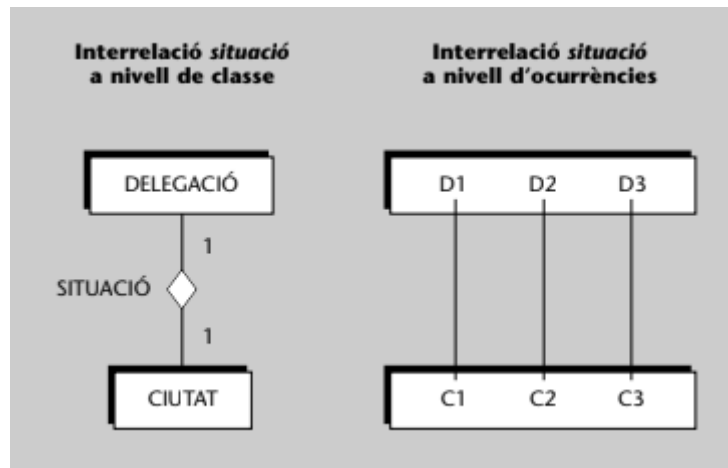 Interrelació situació
a nivell de classe
Interrelació situació
a nivell d'ocurrències
DELEGACIÓ
1
SITUACIÓ
1
CIUTAT
D1 D2 D3
C1 C2 C3